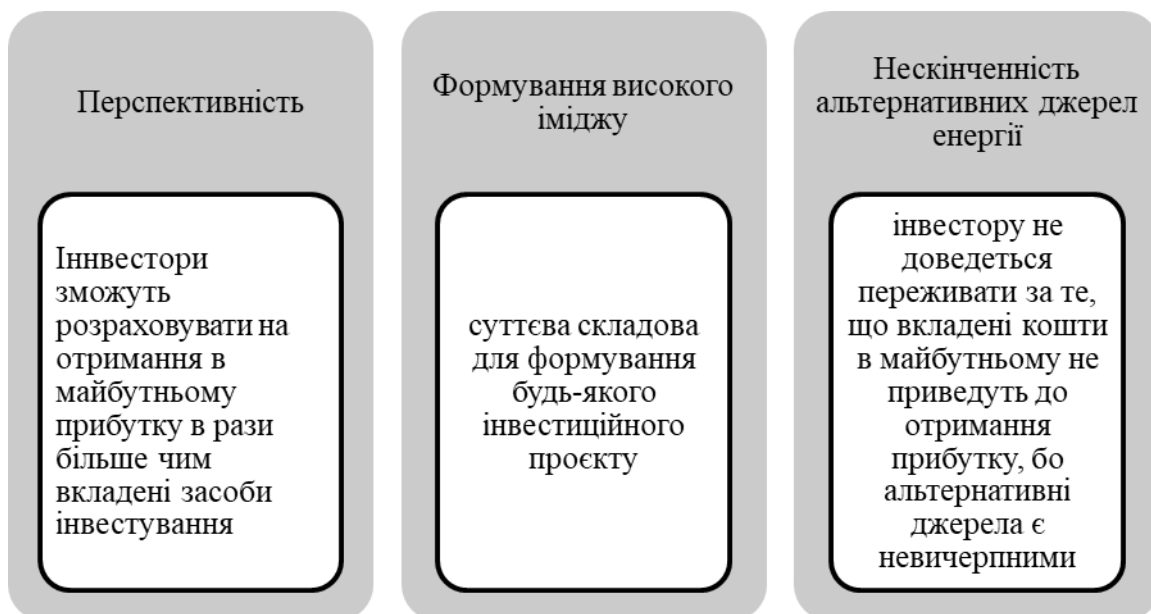 Перспективність
Інвестори
зможуть
розраховувати на
отримання в
майбутньому
прибутку в рази
більше чим
вкладені засоби
інвестування
Формування високого
іміджу
суттєва складова
для формування
будь-якого
інвестиційного
проєкту
Нескінченність
альтернативних джерел
енергії
інвестору не
доведеться
переживати за те,
що вкладені кошти
в майбутньому не
приведуть до
отримання
прибутку, бо
альтернативні
джерела є
невичерпними